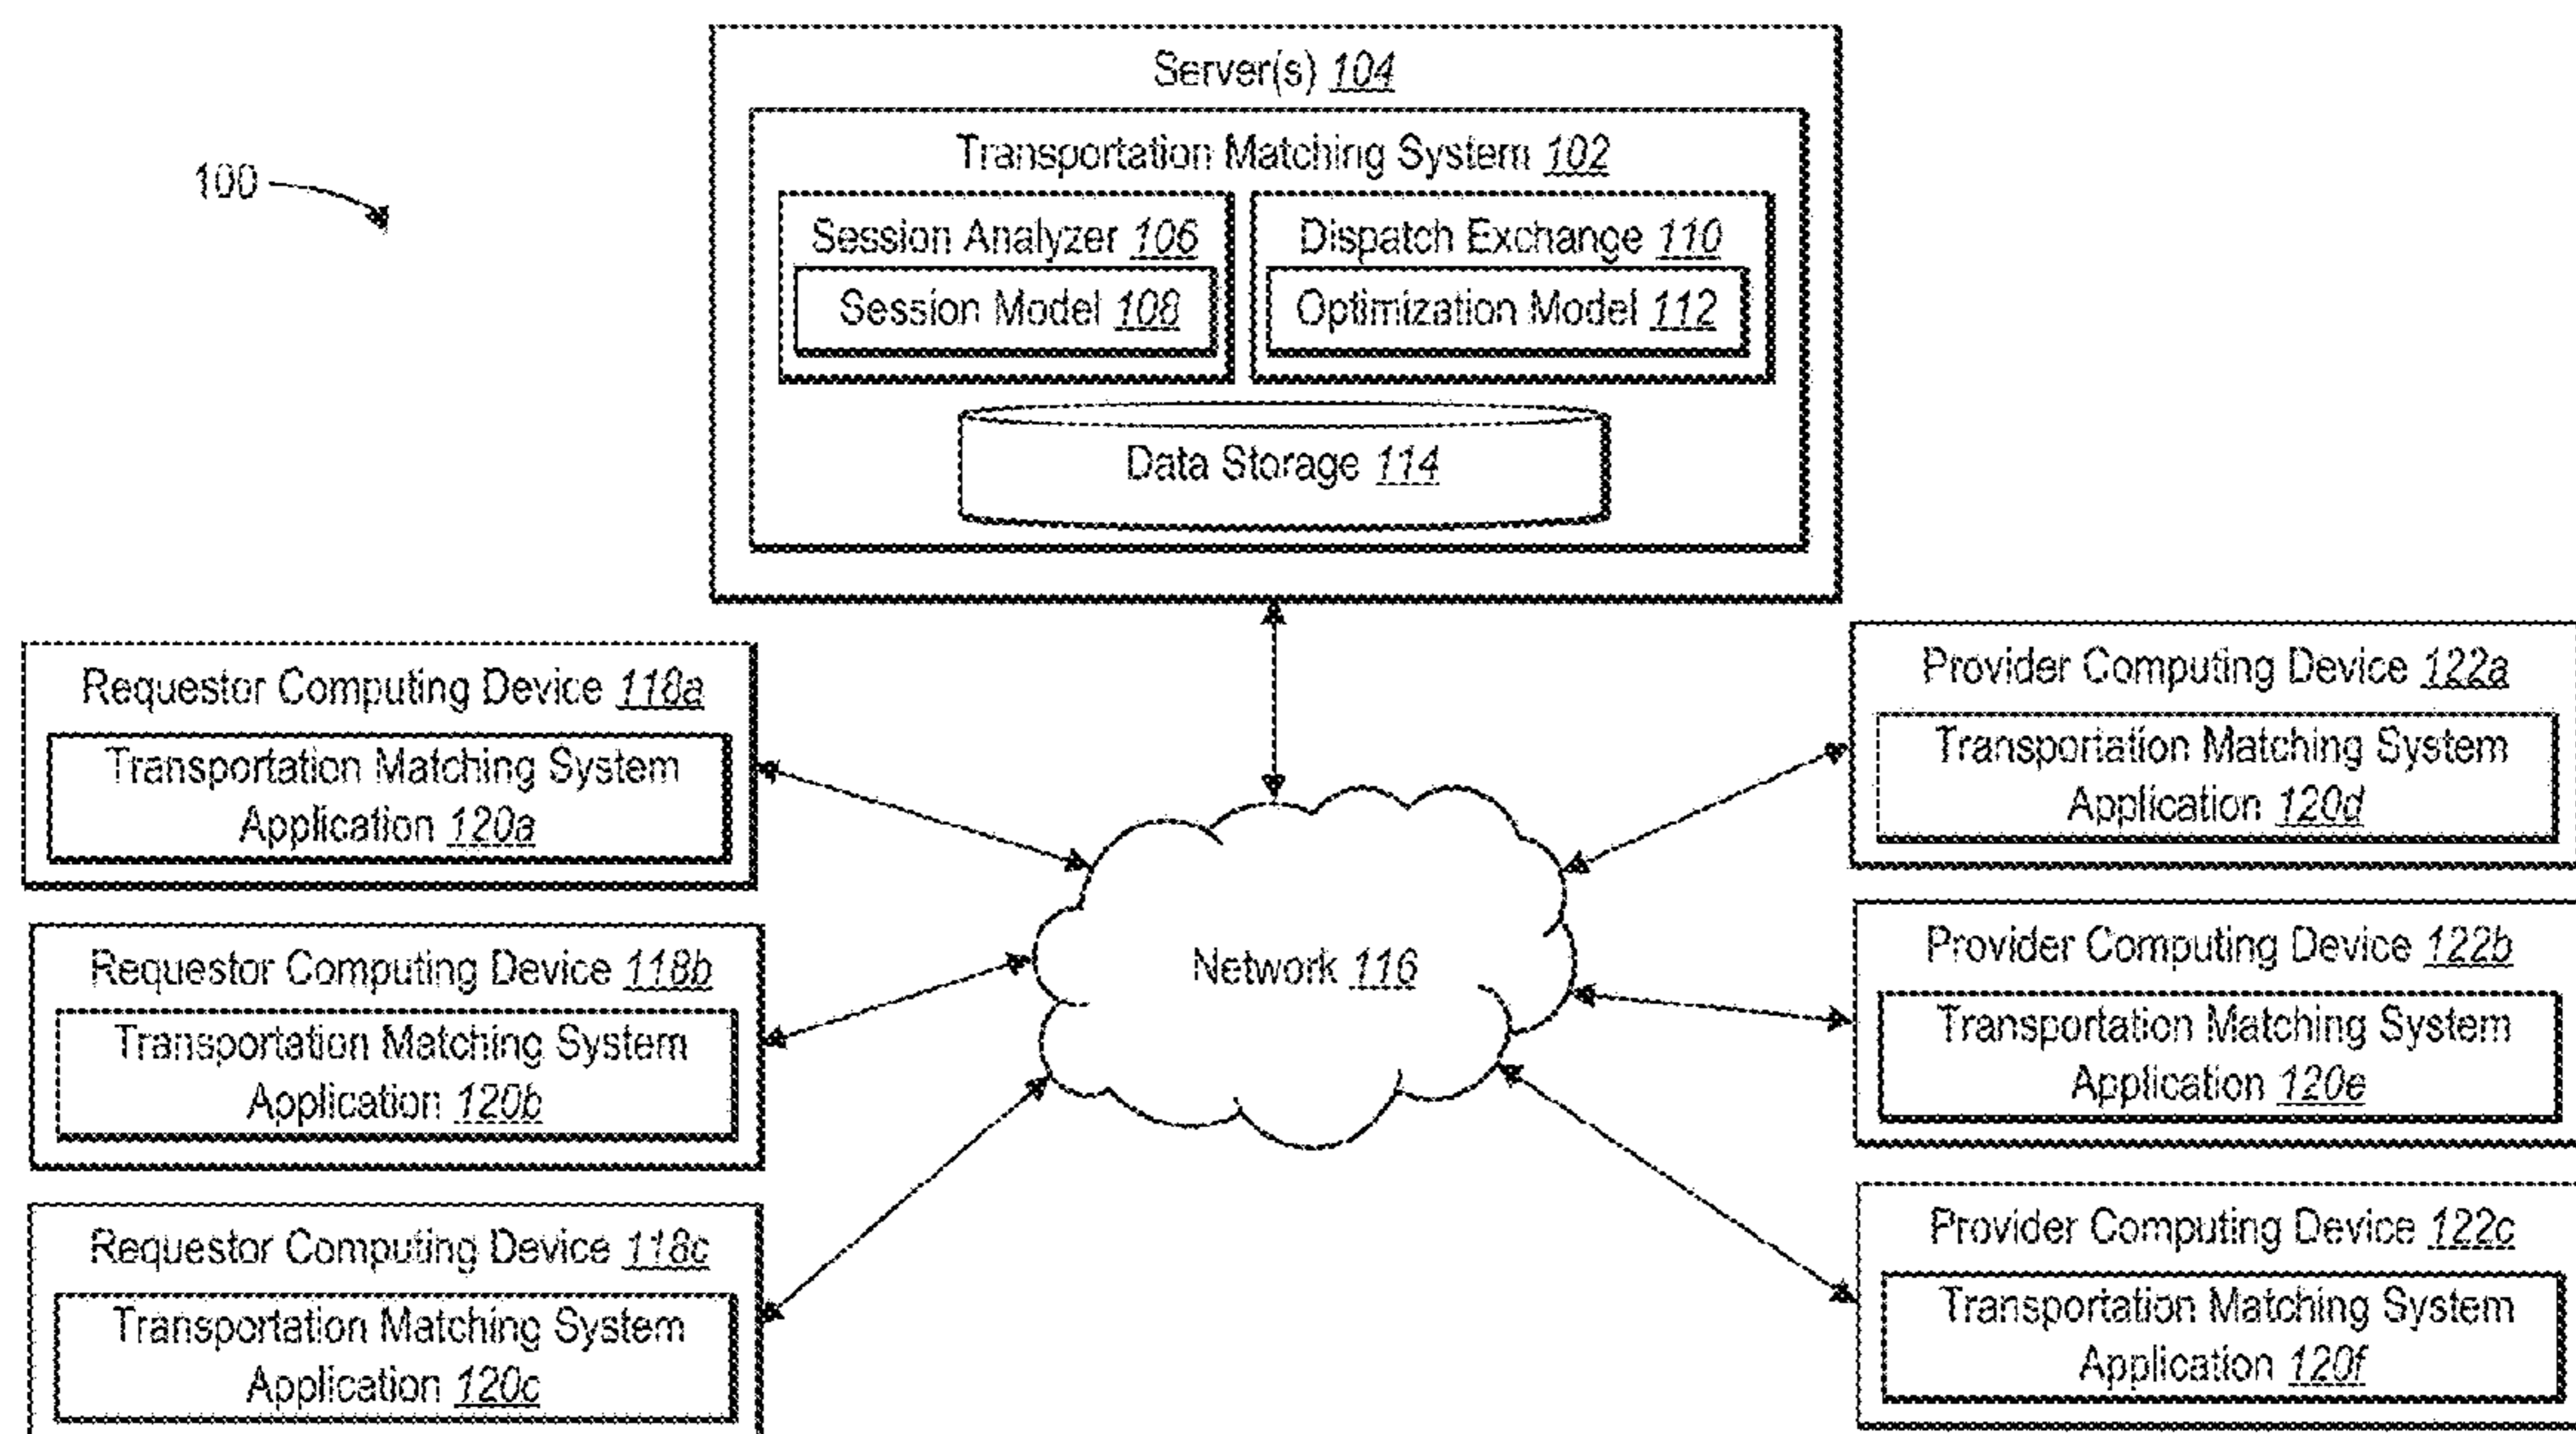 Server(s) 104
Transportation Matching System 102
100
Session Analyzer 106
Session Model 108
Dispatch Exchange 110
Optimization Model 112
Data Storage 114
Requestor Computing Device 118a
Transportation Matching System
Application 120a
Requestor Computing Device 118b
Transportation Matching System
Application 120b
Requestor Computing Device 118c
Transportation Matching System
Application 120c
Network 116
Provider Computing Device 122a
Transportation Matching System
Application 120d
Provider Computing Device 122b
Transportation Matching System
Application 120e
Provider Computing Device 122c
Transportation Matching System
Application 120f